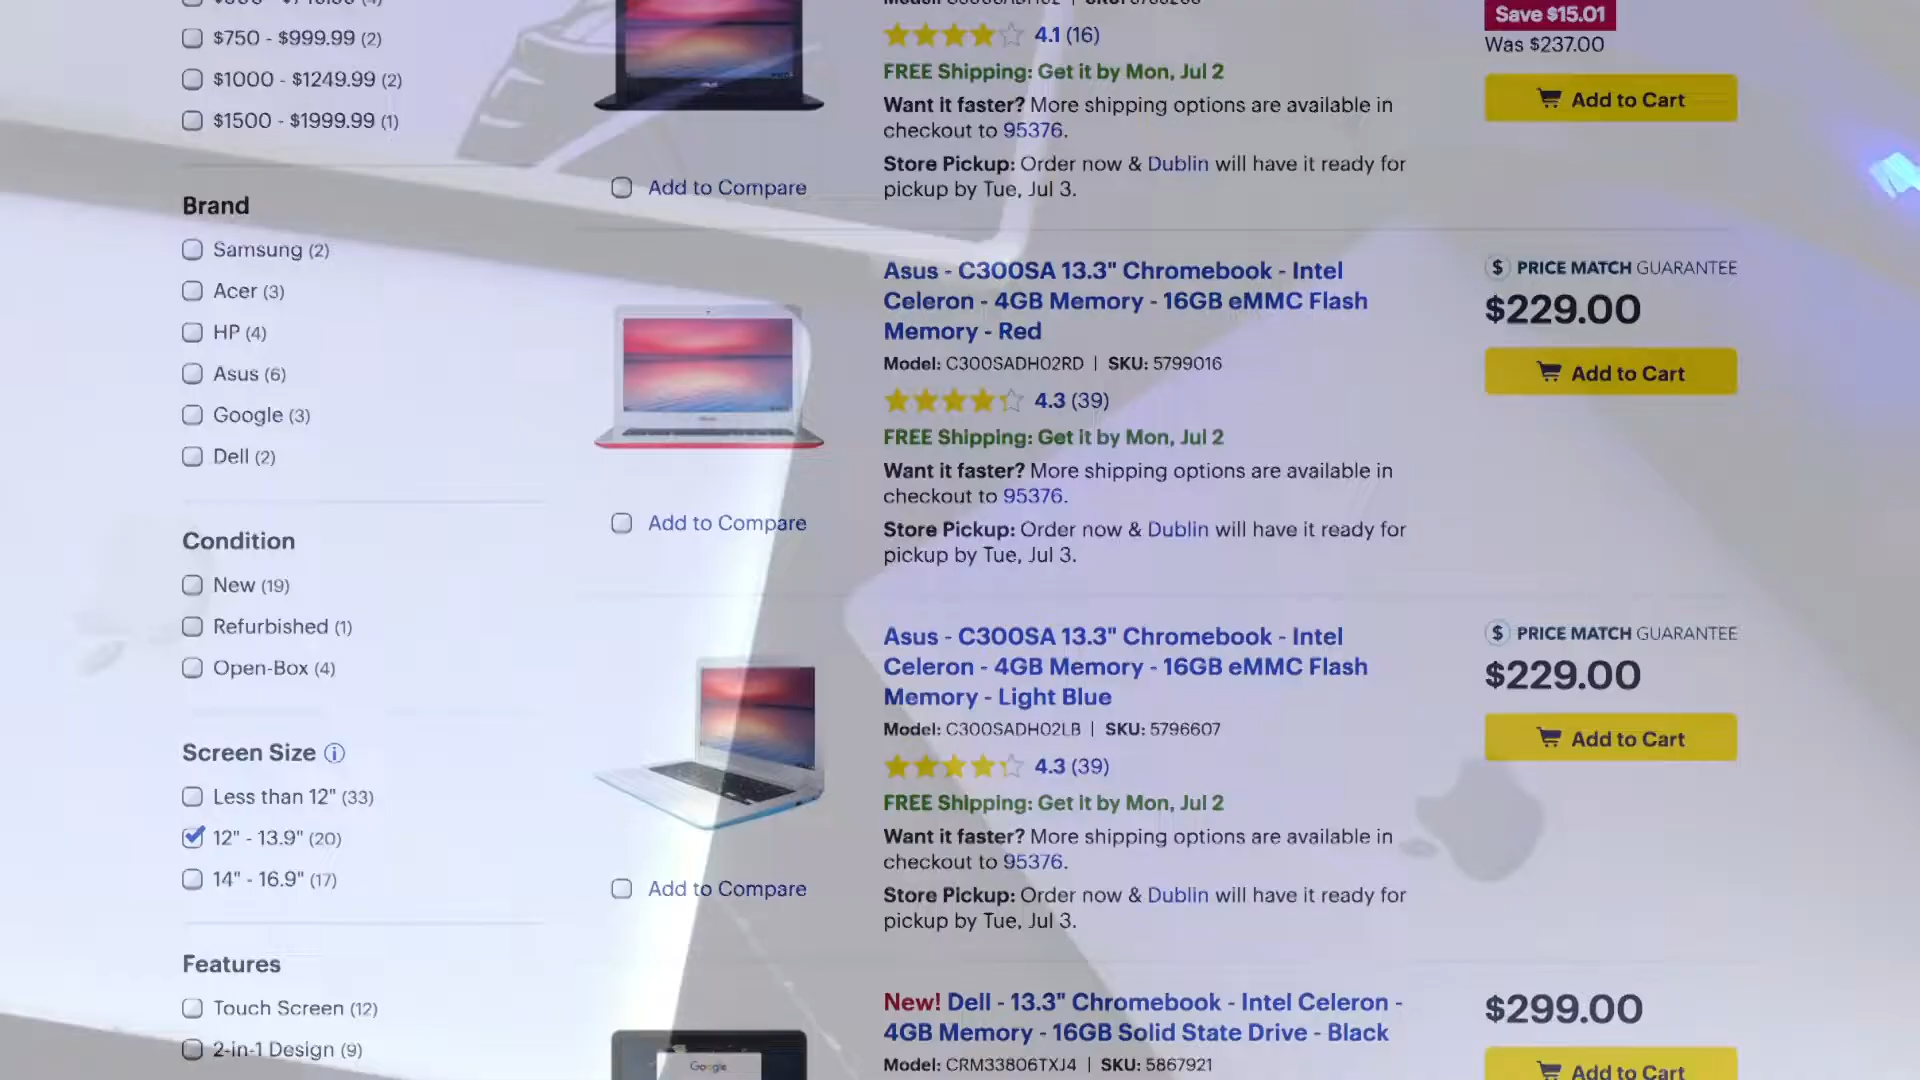 $750 - $999.99 (2)
$1000 - $1249.99 (2)
$1500 - $1999.99 (1)
Brand
Samsung (2)
Acer (3)
HP (4)
Asus (6)
Google (3)
Dell (2)
Condition
New (19)
Refurbished (1)
Open-Box (4)
Screen Size
Less than 12" (33)
12" - 13.9" (20)
14" - 16.9" (17)
Features
Touch Screen (12)
2-in-1 Design (9)
4.1 (16)
FREE Shipping: Get it by Mon, Jul 2
Want it faster? More shipping options are available in
checkout to 95376.
Store Pickup: Order now & Dublin will have it ready for
pickup by Tue, Jul 3.
Add to Compare
Save $15.01
Was $237.00
Add to Cart
Asus - C300SA 13.3" Chromebook - Intel
Celeron - 4GB Memory - 16GB eMMC Flash
Memory - Red
Model: C300SADH02RD | SKU: 5799016
4.3 (39)
FREE Shipping: Get it by Mon, Jul 2
Want it faster? More shipping options are available in
checkout to 95376.
Store Pickup: Order now & Dublin will have it ready for
pickup by Tue, Jul 3.
Add to Compare
$ PRICE MATCH GUARANTEE
$229.00
Add to Cart
Asus - C300SA 13.3" Chromebook - Intel
Celeron - 4GB Memory - 16GB eMMC Flash
Memory - Light Blue
Model: C300SADH02LB | SKU: 5796607
4.3 (39)
FREE Shipping: Get it by Mon, Jul 2
Want it faster? More shipping options are available in
checkout to 95376.
Store Pickup: Order now & Dublin will have it ready for
pickup by Tue, Jul 3.
Add to Compare
$ PRICE MATCH GUARANTEE
$229.00
Add to Cart
Google
New! Dell - 13.3" Chromebook - Intel Celeron -
4GB Memory - 16GB Solid State Drive - Black
Model: CRM33806TXJ4 | SKU: 5867921
$299.00
Add to Cart